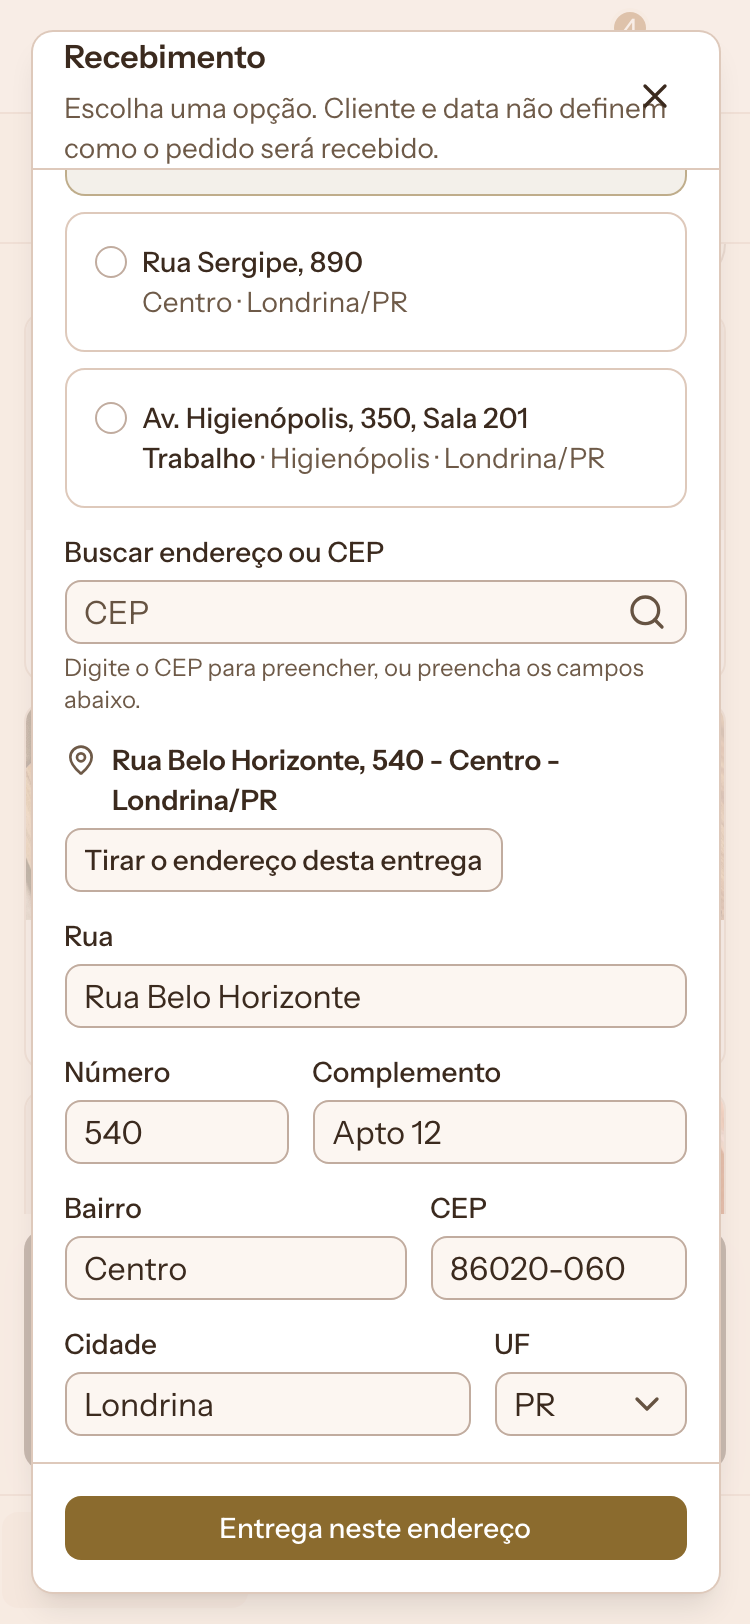 4
Recebimento
Escolha uma opção. Cliente e data não definem
como o pedido será recebido.
Rua Sergipe, 890
Centro · Londrina/PR
Av. Higienópolis, 350, Sala 201
Trabalho · Higienópolis · Londrina/PR
Buscar endereço ou CEP
CEP
Digite o CEP para preencher, ou preencha os campos
abaixo.
Rua Belo Horizonte, 540 - Centro -
Londrina/PR
Tirar o endereço desta entrega
Rua
Rua Belo Horizonte
Número Complemento
540 Apto 12
Bairro CEP
Centro 86020-060
Cidade UF
Londrina PR
Entrega neste endereço